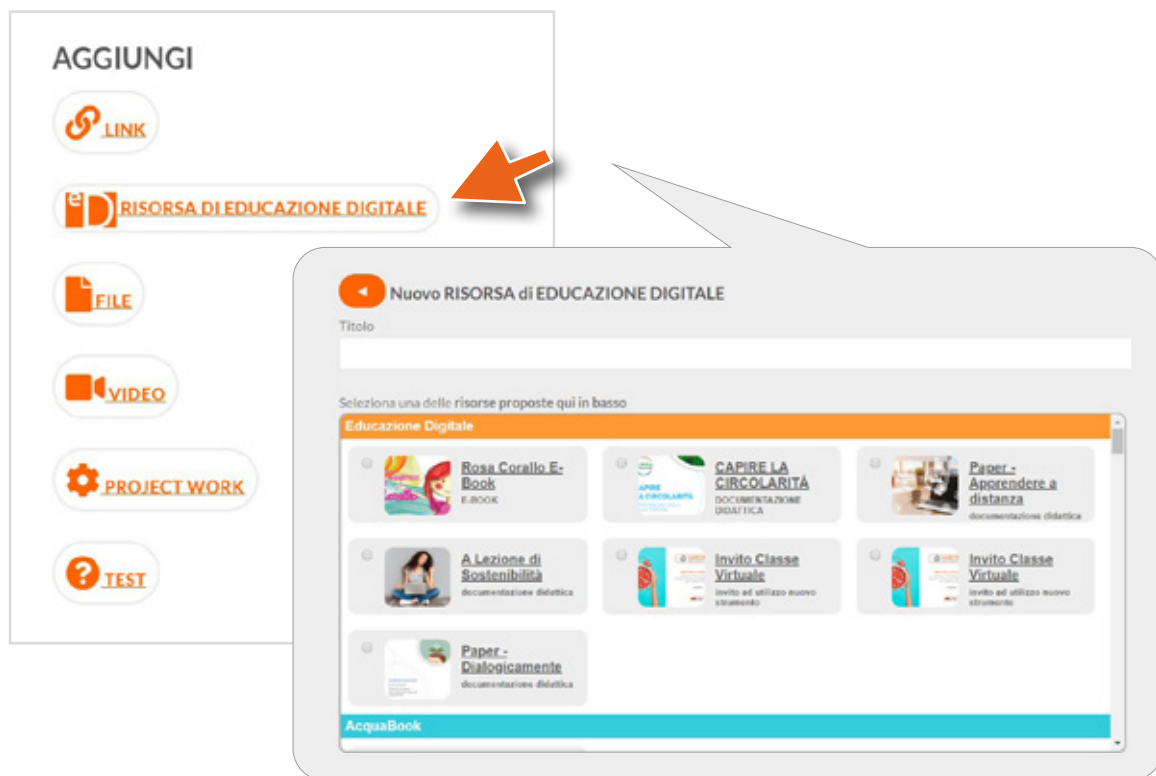 AGGIUNGI
LINK
eD RISORSA DI EDUCAZIONE DIGITALE
FILE
VIDEO
PROJECT WORK
? TEST
Nuovo RISORSA di EDUCAZIONE DIGITALE
Titolo
Seleziona una delle risorse proposte qui in basso
Educazione Digitale
Rosa Corallo E-
Book
E-BOOK
CAPIRE LA
CIRCOLARITÀ
DOCUMENTAZIONE
DIDATTICA
Paper -
Apprendere a
distanza
documentazione didattica
A Lezione di
Sostenibilità
documentazione didattica
Invito Classe
Virtuale
invito ad utilizzo nuovo
strumento
Invito Classe
Virtuale
invito ad utilizzo nuovo
strumento
Paper -
Dialogicamente
documentazione didattica
AcquaBook